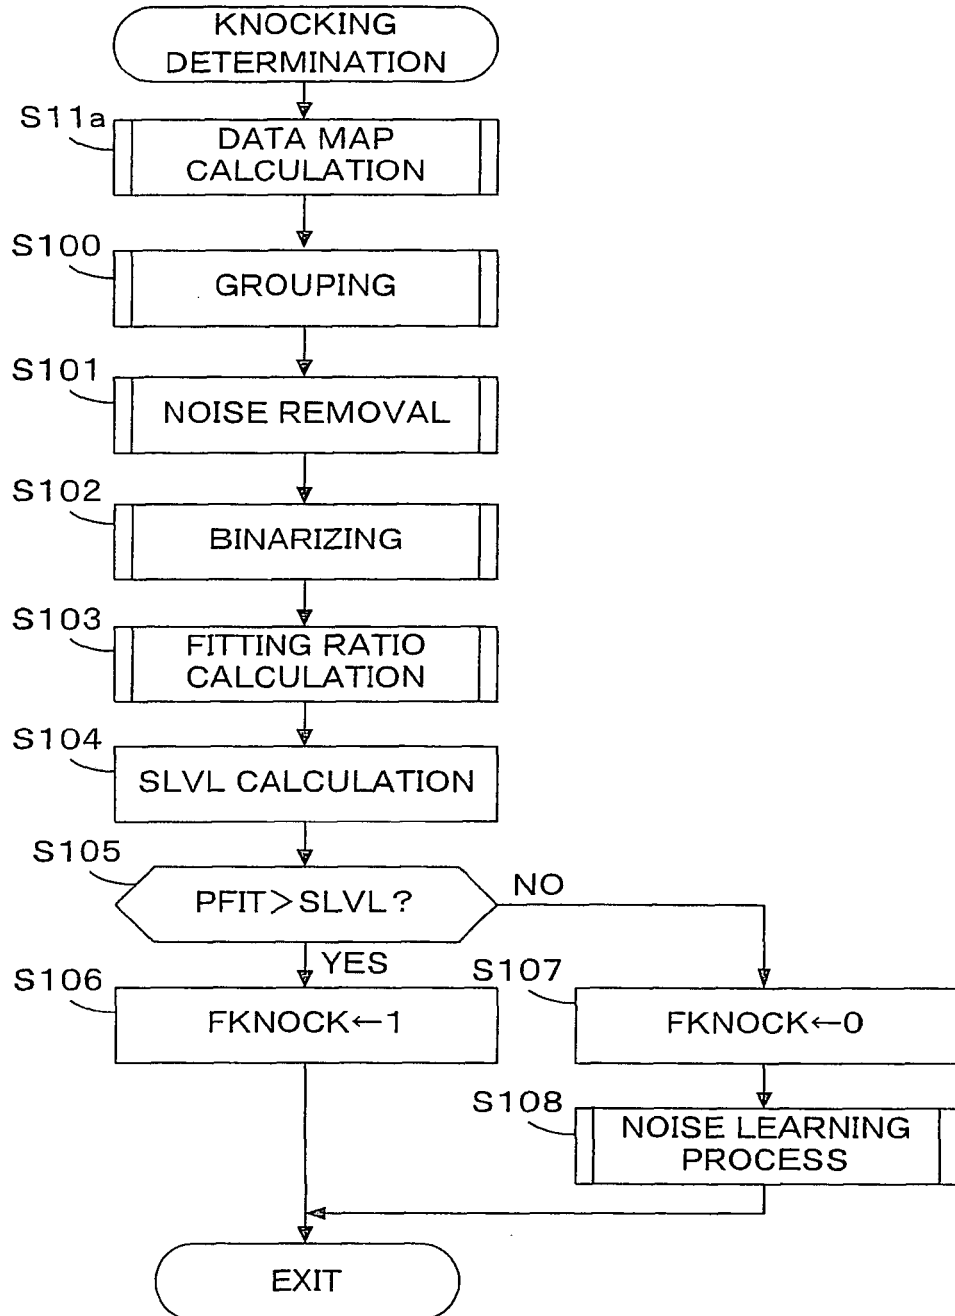 KNOCKING
DETERMINATION
S11a
DATA MAP
CALCULATION
S100
GROUPING
S101
NOISE REMOVAL
S102
BINARIZING
S103
FITTING RATIO
CALCULATION
S104
SLVL CALCULATION
S105
PFIT>SLVL?
NO
YES
S106
FKNOCK←1
S107
FKNOCK←0
S108
NOISE LEARNING
PROCESS
EXIT